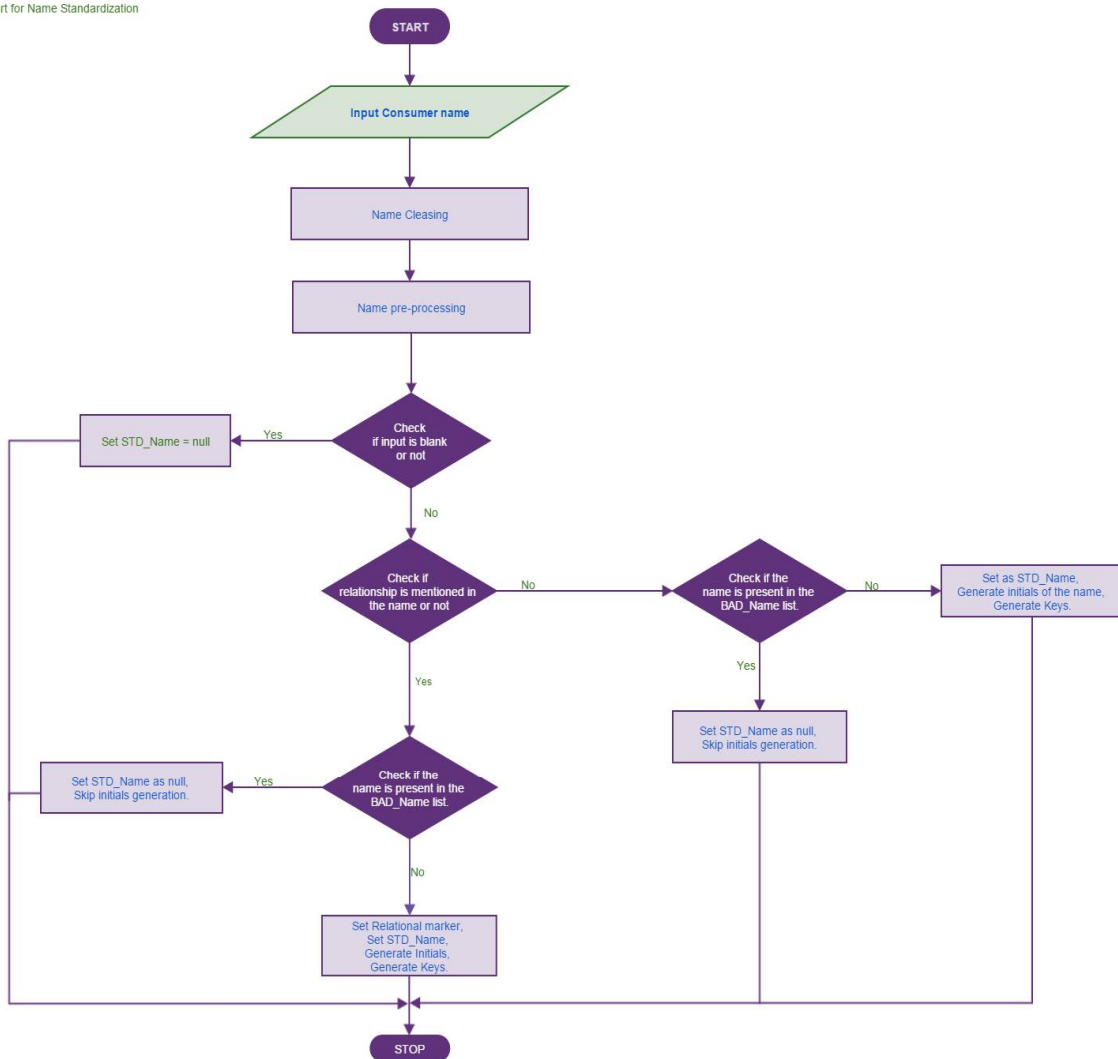 rt for Name Standardization
START
Input Consumer name
Name Cleasing
Name pre-processing
Check
if input is blank
or not
Yes
Set STD_Name = null
No
Check if
relationship is mentioned in
the name or not
No
Check if the
name is present in the
BAD_Name list.
No
Set as STD_Name,
Generate initials of the name,
Generate Keys.
Yes
Yes
Set STD_Name as null,
Skip initials generation.
Check if the
name is present in the
BAD_Name list.
Yes
Set STD_Name as null,
Skip initials generation.
No
Set Relational marker,
Set STD_Name,
Generate Initials,
Generate Keys.
STOP